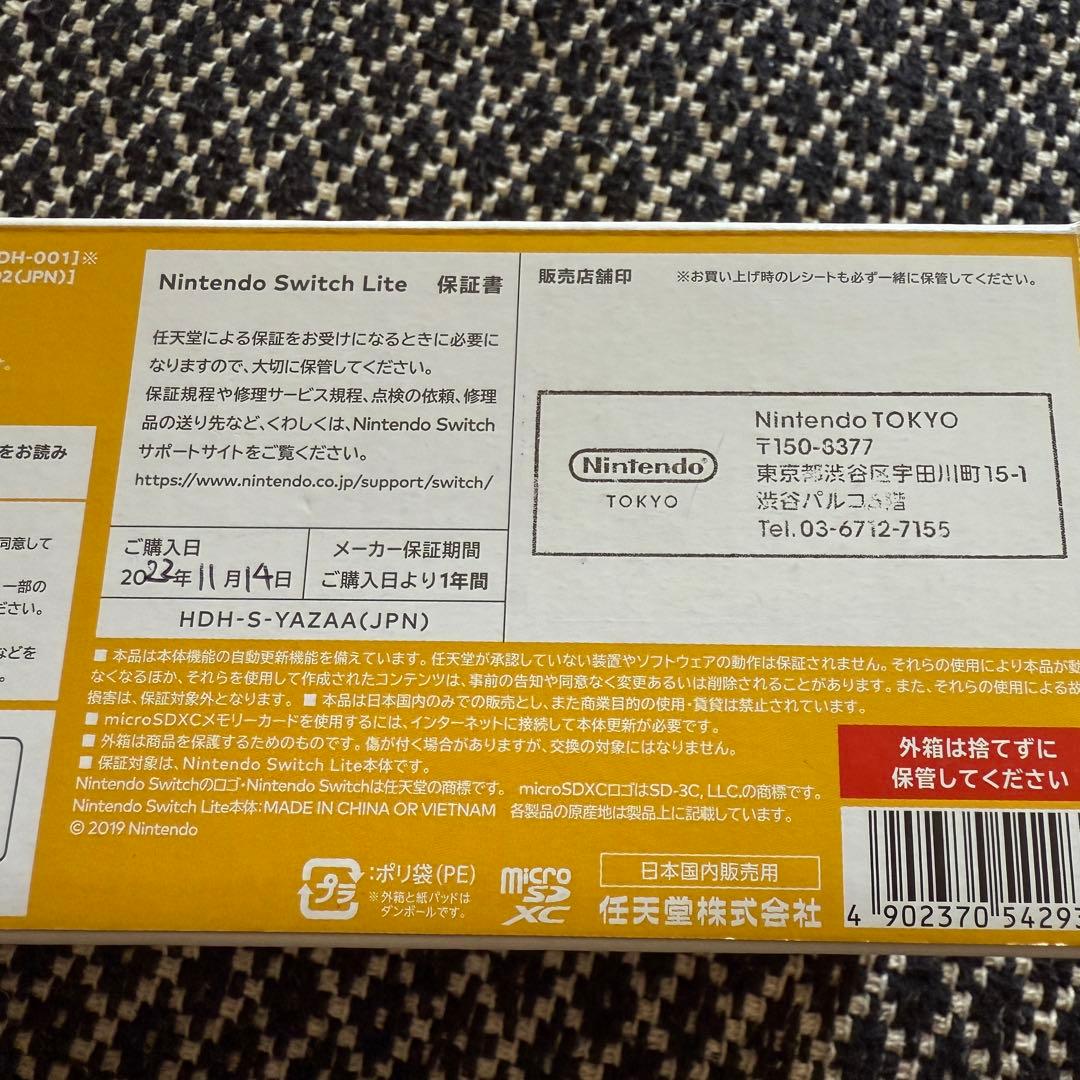 DH-001]※
02(JPN)]
す。
をお読み
同意して
一部の
ださい。
などを
。
Nintendo Switch Lite 保証書
任天堂による保証をお受けになるときに必要に
なりますので、大切に保管してください。
保証規程や修理サービス規程、点検の依頼、修理
品の送り先など、くわしくは、Nintendo Switch
サポートサイトをご覧ください。
https://www.nintendo.co.jp/support/switch/
ご購入日
2022年11月14日
メーカー保証期間
ご購入日より1年間
HDH-S-YAZAA(JPN)
販売店舗印 ※お買い上げ時のレシートも必ず一緒に保管してください。
Nintendo
TOKYO
Nintendo TOKYO
〒150-8377
東京都渋谷区宇田川町15-1
渋谷パルコ6階
Tel.03-6712-7155
■ 本品は本体機能の自動更新機能を備えています。任天堂が承認していない装置やソフトウェアの動作は保証されません。それらの使用により本品が動
なくなるほか、それらを使用して作成されたコンテンツは、事前の告知や同意なく変更あるいは削除されることがあります。また、それらの使用による故
損害は、保証対象外となります。 ■ 本品は日本国内のみでの販売とし、また商業目的の使用・賃貸は禁止されています。
■ microSDXCメモリーカードを使用するには、インターネットに接続して本体更新が必要です。
■ 外箱は商品を保護するためのものです。傷が付く場合がありますが、交換の対象にはなりません。
■ 保証対象は、Nintendo Switch Lite本体です。
Nintendo Switchのロゴ・Nintendo Switchは任天堂の商標です。 microSDXCロゴはSD-3C, LLC.の商標です。
Nintendo Switch Lite本体：MADE IN CHINA OR VIETNAM 各製品の原産地は製品上に記載しています。
© 2019 Nintendo
外箱は捨てずに
保管してください
プラ
：ポリ袋(PE)
※外箱と紙パッドは
ダンボールです。
micro
SD
XC
日本国内販売用
任天堂株式会社
4 902370 54293